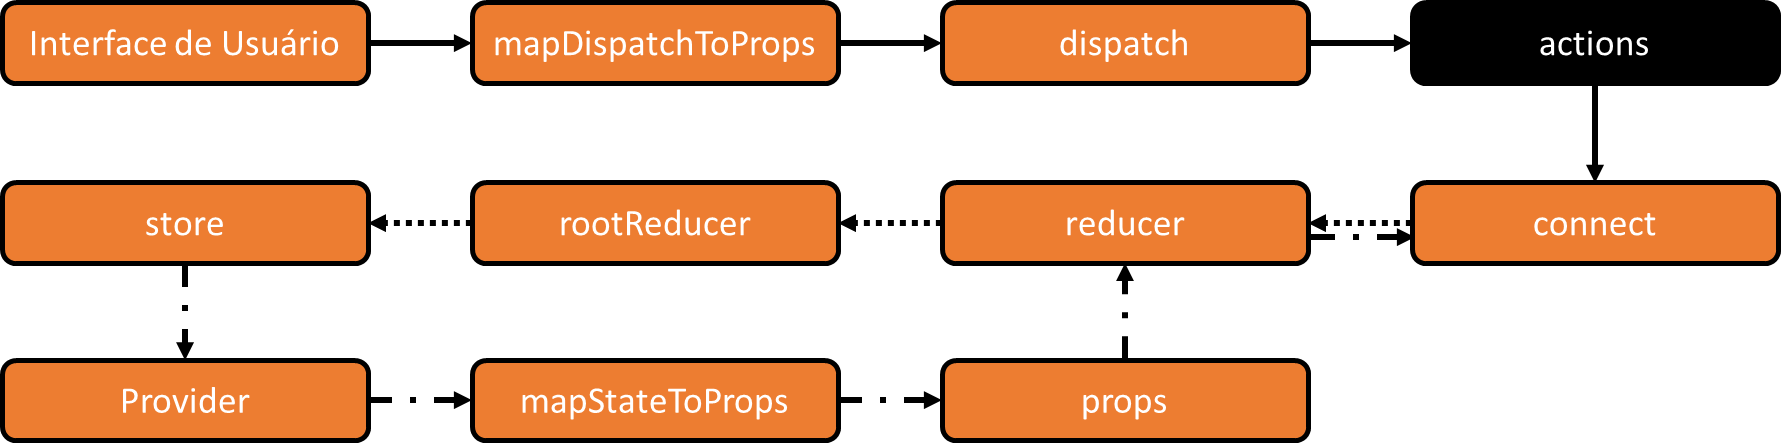 Interface de Usuário
mapDispatchToProps
dispatch
actions
store
rootReducer
reducer
connect
Provider
mapStateToProps
props